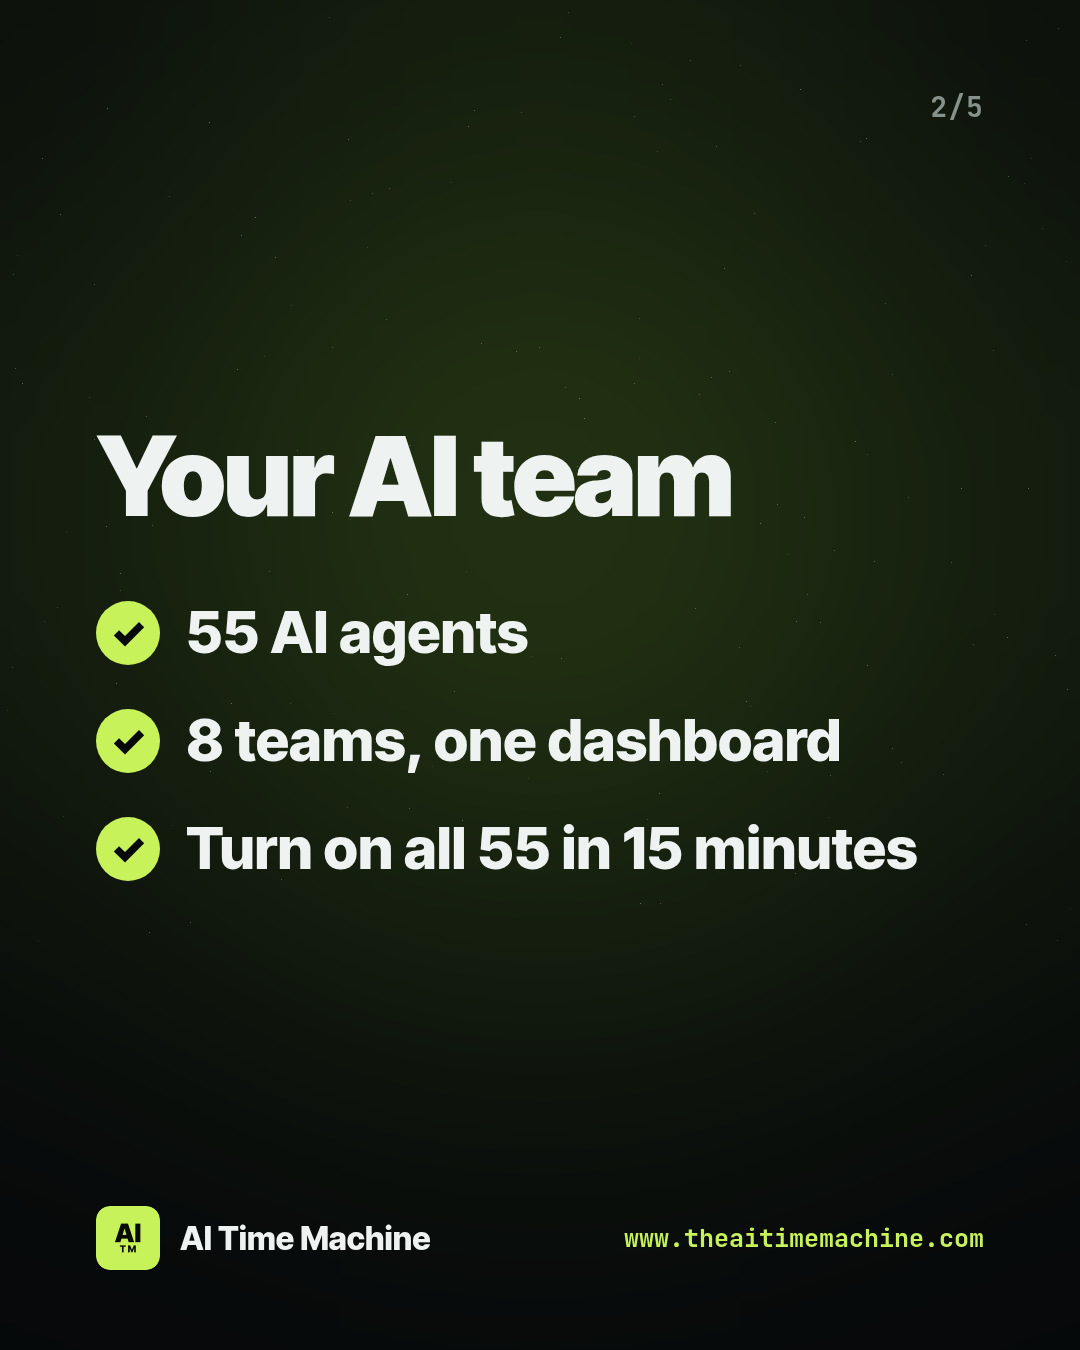 2/5
Your AI team
55 AI agents
8 teams, one dashboard
Turn on all 55 in 15 minutes
AI
TM
AI Time Machine
www.theaitimemachine.com